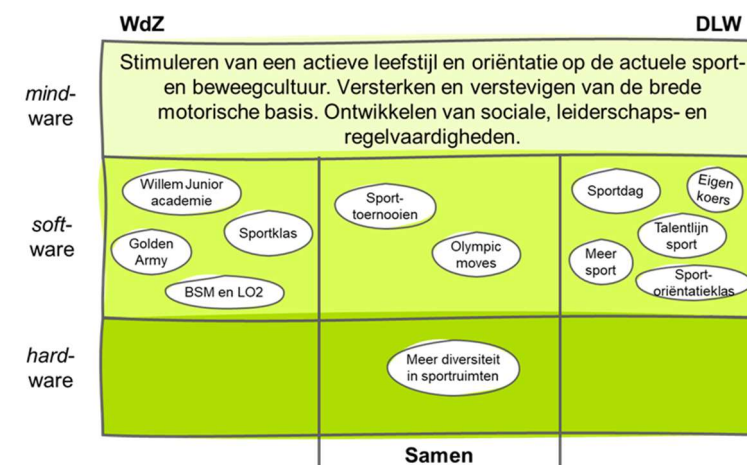 WdZ
DLW
mind-
ware
Stimuleren van een actieve leefstijl en oriëntatie op de actuele sport-
en beweegcultuur. Versterken en verstevigen van de brede
motorische basis. Ontwikkelen van sociale, leiderschaps- en
regelvaardigheden.
soft-
ware
Willem Junior
academie
Golden
Army
Sportklas
BSM en LO2
Sport-
toernooien
Olympic
moves
Sportdag
Eigen
koers
Talentlijn
sport
Meer
sport
Sport-
oriëntatieklas
hard-
ware
Meer diversiteit
in sportruimten
Samen